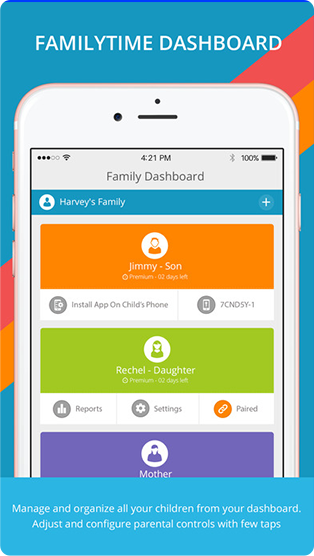 FAMILYTIME DASHBOARD
4:21 PM 100%
Family Dashboard
Harvey's Family
Jimmy - Son
Premium - 02 days left
Install App On Child's Phone 7CND5Y-1
Rechel - Daughter
Premium - 02 days left
Reports Settings Paired
Mother
Manage and organize all your children from your dashboard.
Adjust and configure parental controls with few taps